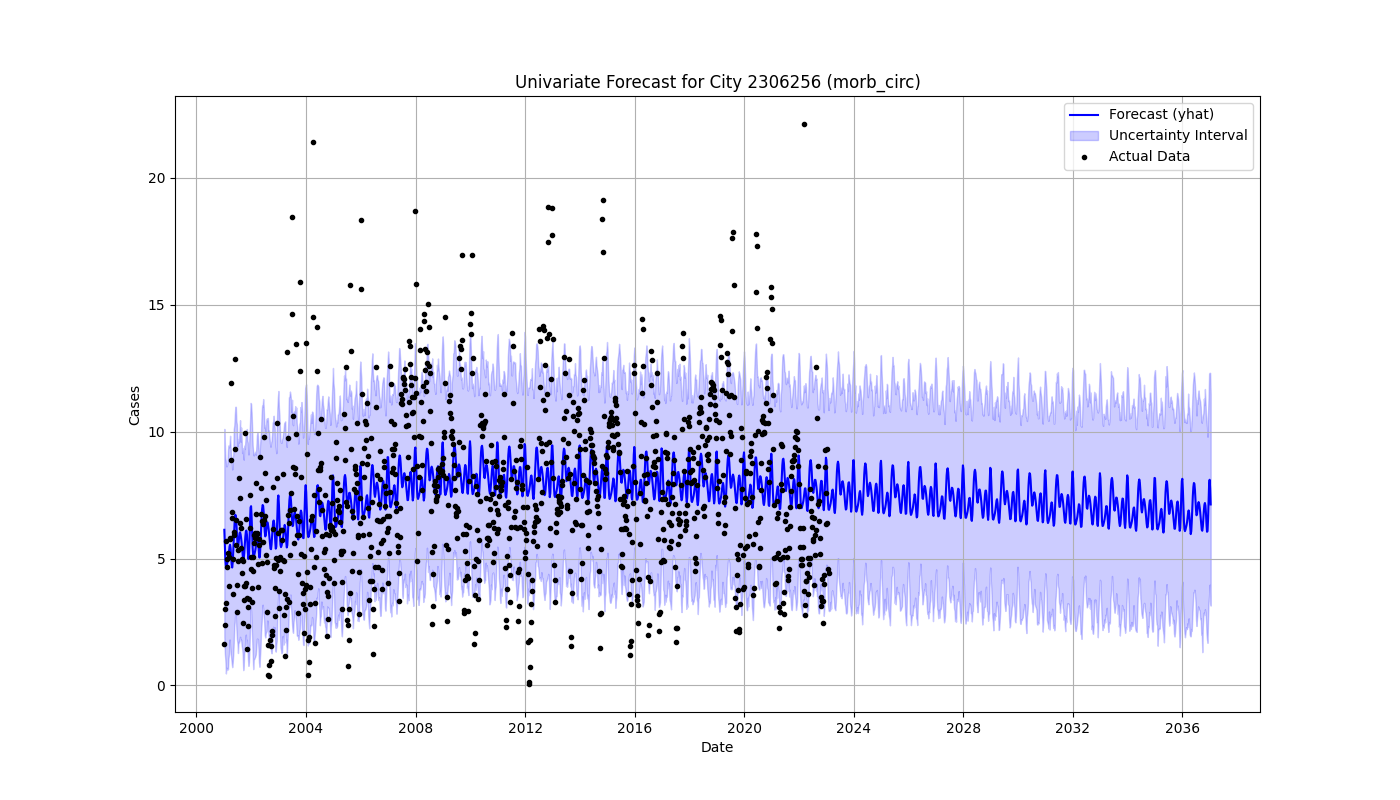 Univariate Forecast for City 2306256 (morb_circ)
Forecast (yhat)
Uncertainty Interval
Actual Data
Cases
20
15
10
5
0
2000 2004 2008 2012 2016 2020 2024 2028 2032 2036
Date